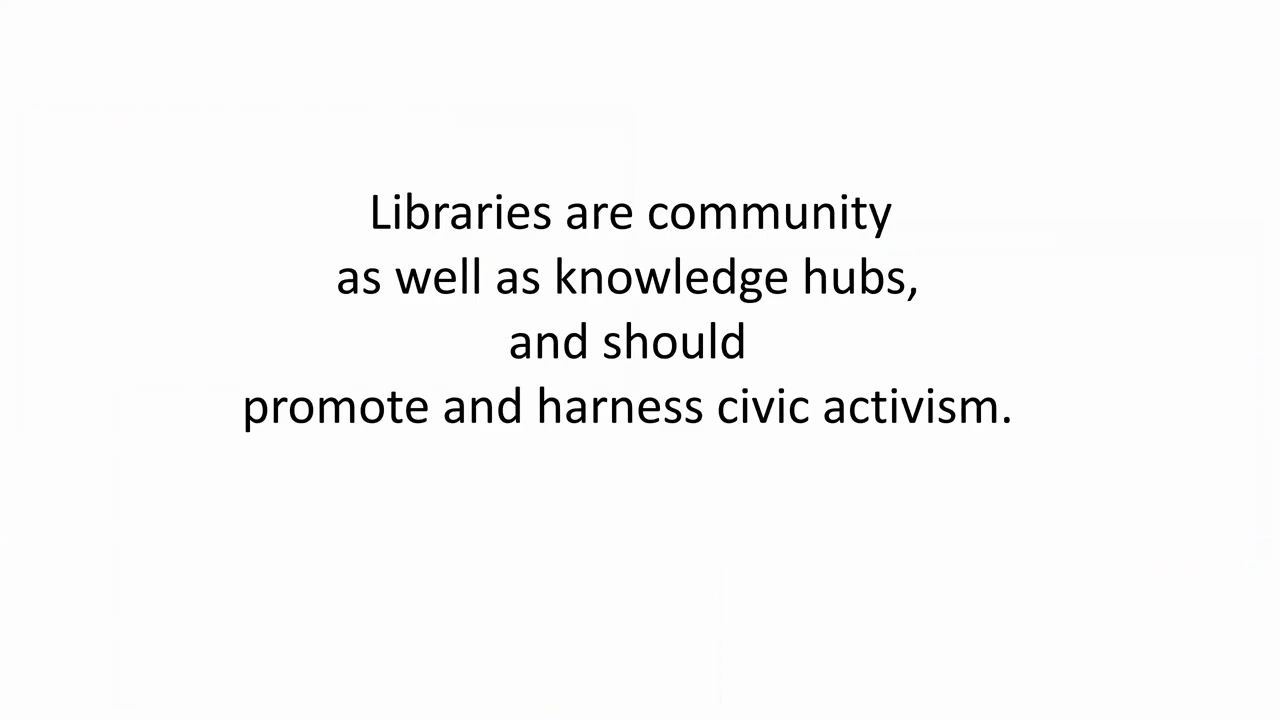 Libraries are community
as well as knowledge hubs,
and should
promote and harness civic activism.